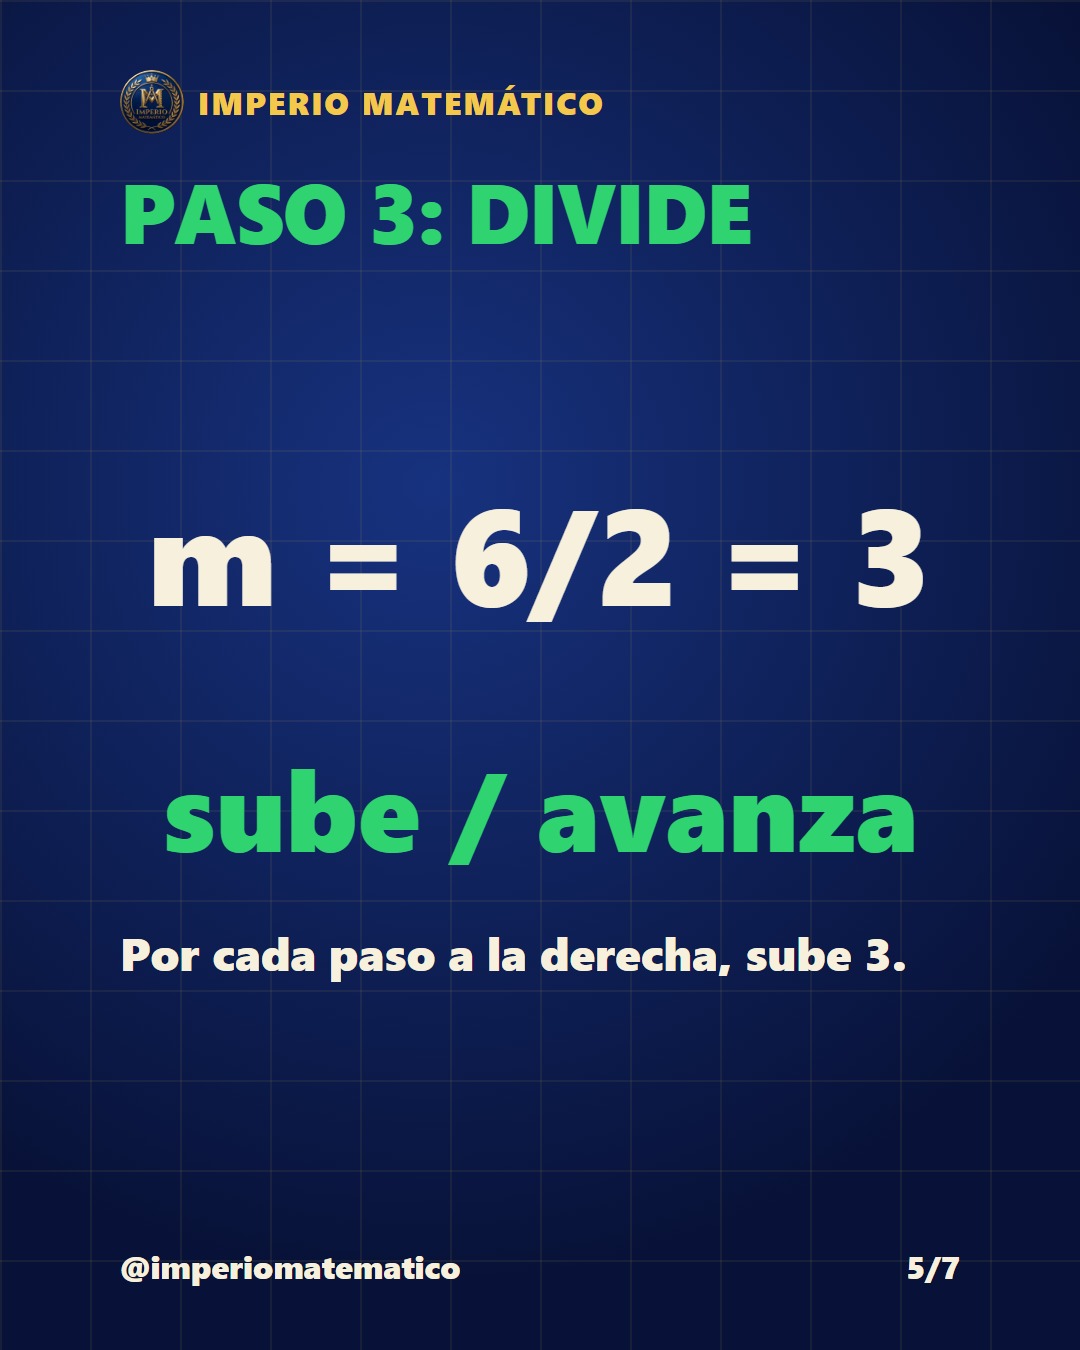 IMPERIO MATEMÁTICO
PASO 3: DIVIDE
m = 6/2 = 3
sube / avanza
Por cada paso a la derecha, sube 3.
@imperiomatematico
5/7